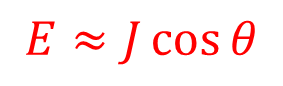 E ≈ J cos θ